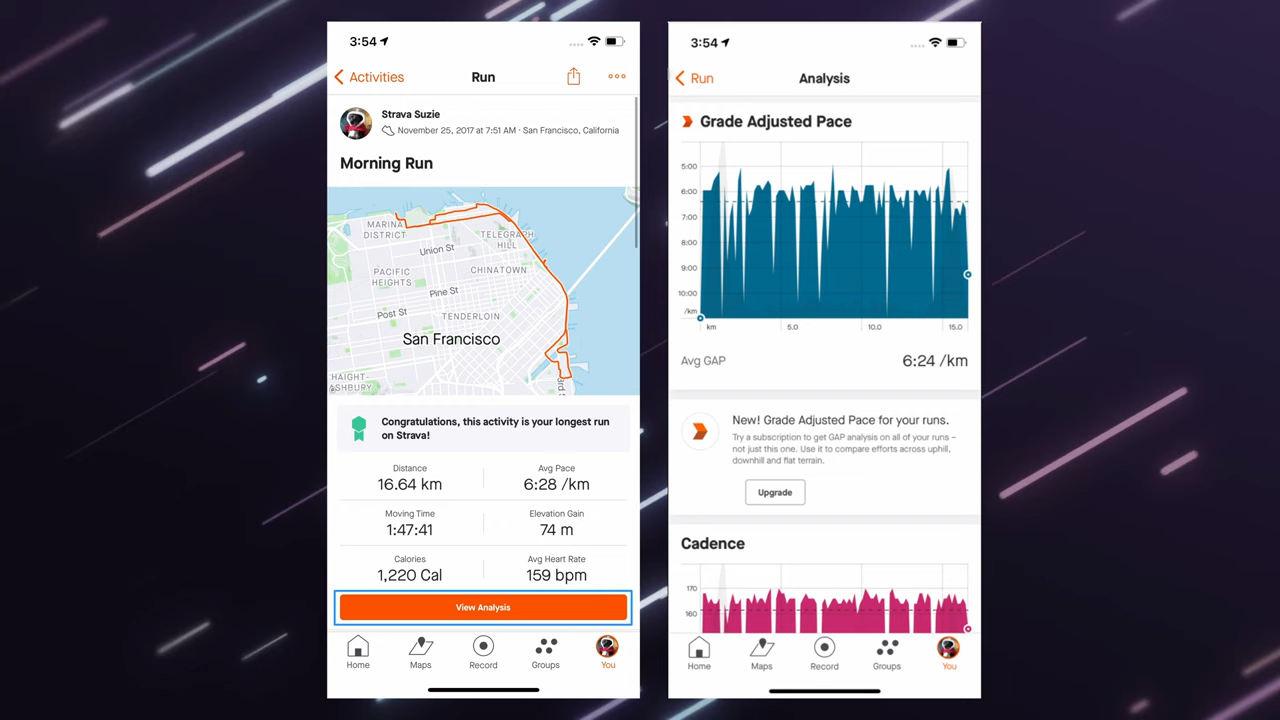 3:54
Activities
Run
Strava Suzie
November 25, 2017 at 7:51 AM · San Francisco, California
Morning Run
MARINA
DISTRICT
TELEGRAPH
HILL
Union St
CHINATOWN
PACIFIC
HEIGHTS
Pine St
Post St
TENDERLOIN
San Francisco
HAIGHT-
ASHBURY
3rd S
Congratulations, this activity is your longest run
on Strava!
Distance
Avg Pace
16.64 km
6:28 /km
Moving Time
Elevation Gain
1:47:41
74 m
Calories
Avg Heart Rate
1,220 Cal
159 bpm
View Analysis
Home
Maps
Record
Groups
You
3:54
Run
Analysis
Grade Adjusted Pace
5:00
6:00
7:00
8:00
9:00
10:00
/km
km
5.0
10.0
15.0
Avg GAP
6:24 /km
New! Grade Adjusted Pace for your runs.
Try a subscription to get GAP analysis on all of your runs –
not just this one. Use it to compare efforts across uphill,
downhill and flat terrain.
Upgrade
Cadence
170
160
Home
Maps
Record
Groups
You